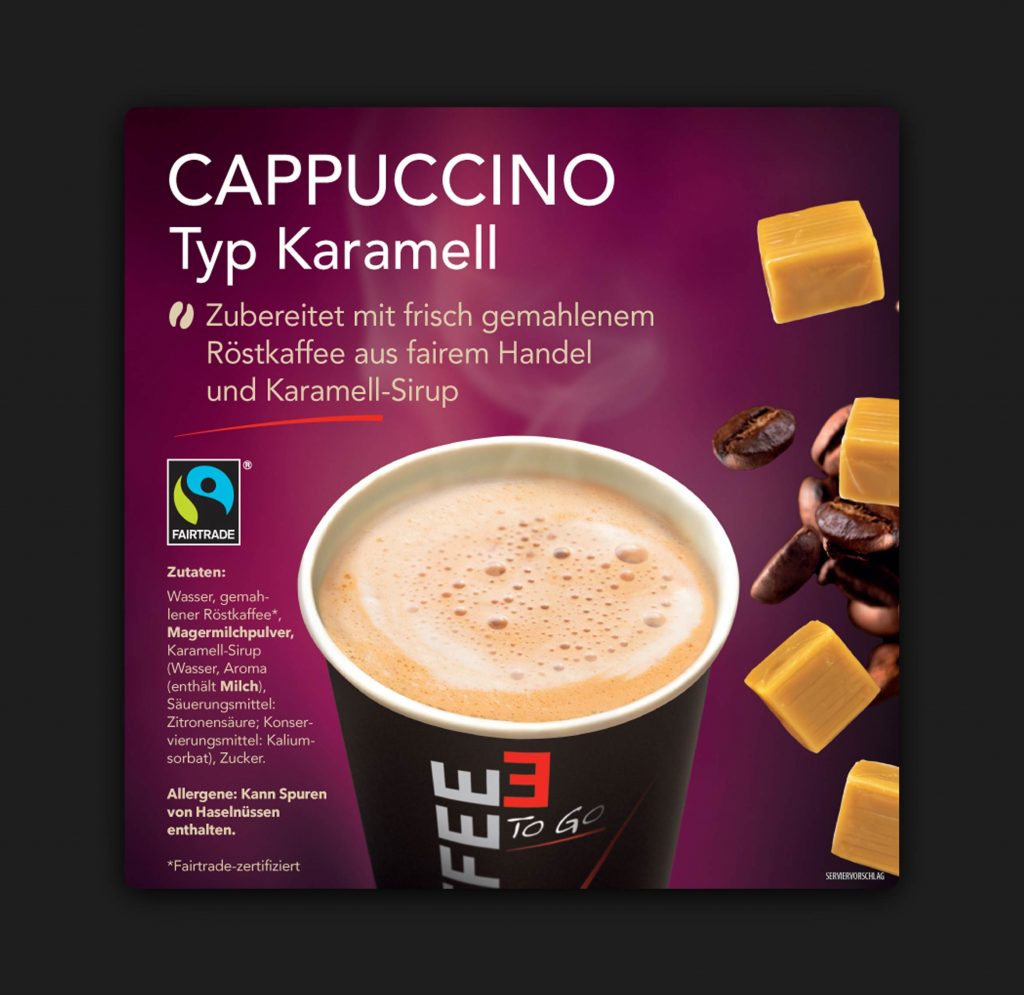 CAPPUCCINO
Typ Karamell
Zubereitet mit frisch gemahlenem
Röstkaffee aus fairem Handel
und Karamell-Sirup
®
FAIRTRADE
Zutaten:
Wasser, gemah-
lener Röstkaffee*,
Magermilchpulver,
Karamell-Sirup
(Wasser, Aroma
(enthält Milch),
Säuerungsmittel:
Zitronensäure; Konser-
vierungsmittel: Kalium-
sorbat), Zucker.
Allergene: Kann Spuren
von Haselnüssen
enthalten.
*Fairtrade-zertifiziert
FFEE
TO GO
SERVIERVORSCHLAG